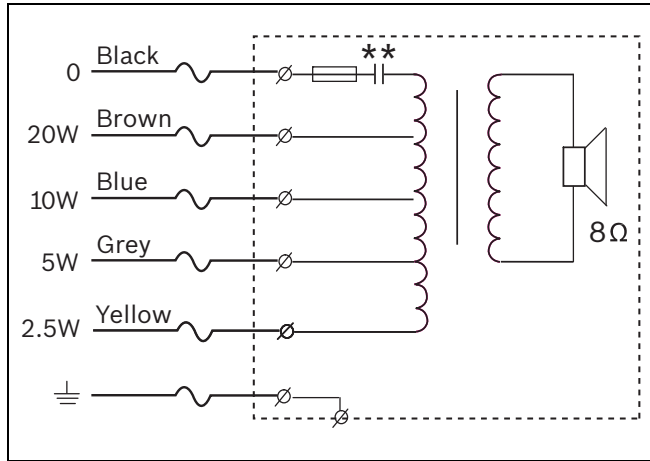 Black
0
**
Brown
20W
Blue
10W
Grey
5W
8Ω
Yellow
2.5W